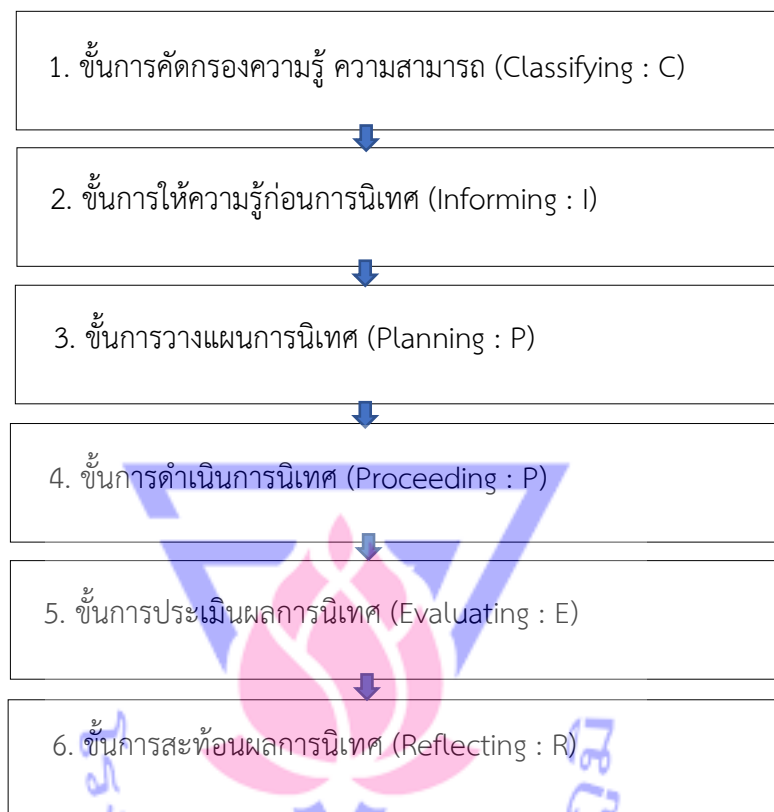 1. ขั้นการคัดกรองความรู้ ความสามารถ (Classifying : C)
2. ขั้นการให้ความรู้ก่อนการนิเทศ (Informing : I)
3. ขั้นการวางแผนการนิเทศ (Planning : P)
4. ขั้นการดำเนินการนิเทศ (Proceeding : P)
5. ขั้นการประเมินผลการนิเทศ (Evaluating : E)
6. ขั้นการสะท้อนผลการนิเทศ (Reflecting : R)